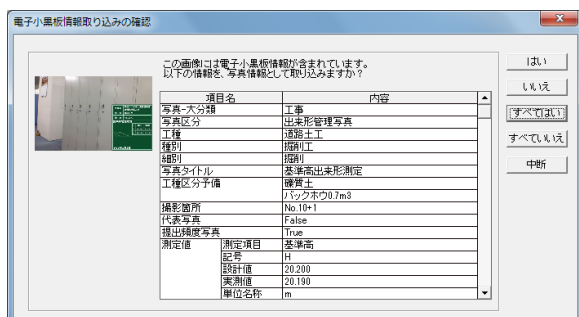 電子小黒板情報取り込みの確認
この画像には電子小黒板情報が含まれています。
以下の情報を、写真情報として取り込みますか？
はい
いいえ
すべてはい
すべていいえ
中断
項目名 内容
写真-大分類 工事
写真区分 出来形管理写真
工種 道路土工
種別 掘削工
細別 掘削
写真タイトル 基準高出来形測定
工種区分予備 礫質土
バックホウ0.7m3
撮影箇所 No.10+1
代表写真 False
提出頻度写真 True
測定値 測定項目 基準高
記号 H
設計値 20.200
実測値 20.190
単位名称 m